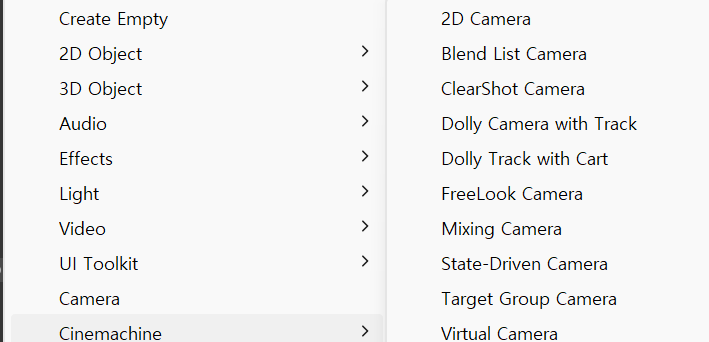 Create Empty
2D Object
3D Object
Audio
Effects
Light
Video
UI Toolkit
Camera
Cinemachine
2D Camera
Blend List Camera
ClearShot Camera
Dolly Camera with Track
Dolly Track with Cart
FreeLook Camera
Mixing Camera
State-Driven Camera
Target Group Camera
Virtual Camera